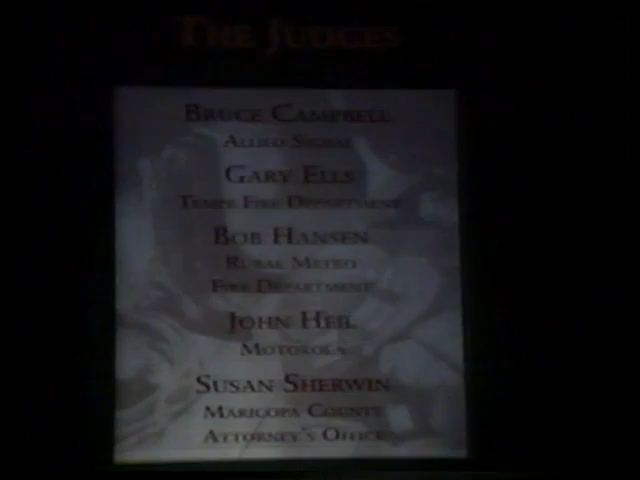 The Judges
Bruce Campbell
Allied Signal
Gary Ells
Tempe Fire Department
Bob Hansen
Rural Metro
Fire Department
John Heil
Motorola
Susan Sherwin
Maricopa County
Attorney's Office